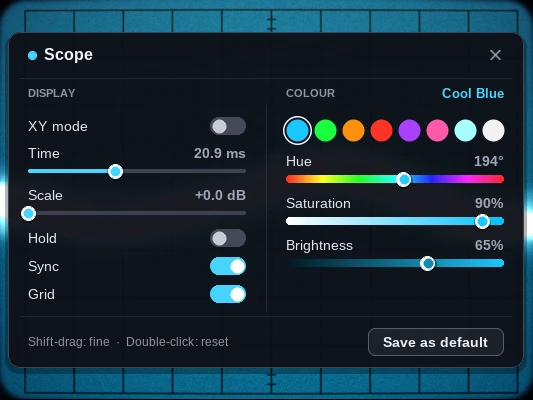 Scope
DISPLAY
XY mode
Time 20.9 ms
Scale +0.0 dB
Hold
Sync
Grid
COLOUR Cool Blue
Hue 194°
Saturation 90%
Brightness 65%
Shift-drag: fine · Double-click: reset
Save as default